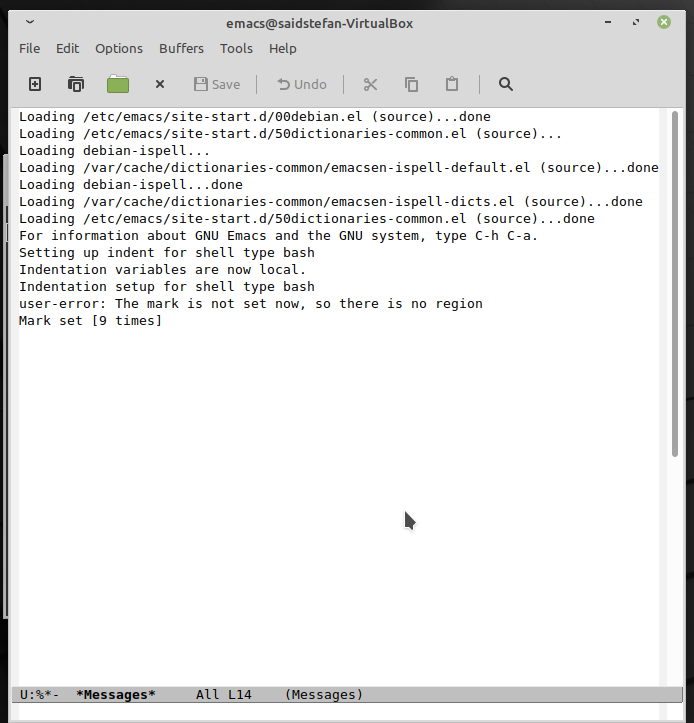 emacs@saidstefan-VirtualBox
File Edit Options Buffers Tools Help
Save Undo
Loading /etc/emacs/site-start.d/00debian.el (source)...done
Loading /etc/emacs/site-start.d/50dictionaries-common.el (source)...
Loading debian-ispell...
Loading /var/cache/dictionaries-common/emacsen-ispell-default.el (source)...done
Loading debian-ispell...done
Loading /var/cache/dictionaries-common/emacsen-ispell-dicts.el (source)...done
Loading /etc/emacs/site-start.d/50dictionaries-common.el (source)...done
For information about GNU Emacs and the GNU system, type C-h C-a.
Setting up indent for shell type bash
Indentation variables are now local.
Indentation setup for shell type bash
user-error: The mark is not set now, so there is no region
Mark set [9 times]
U:%*-  *Messages*     All L14    (Messages)